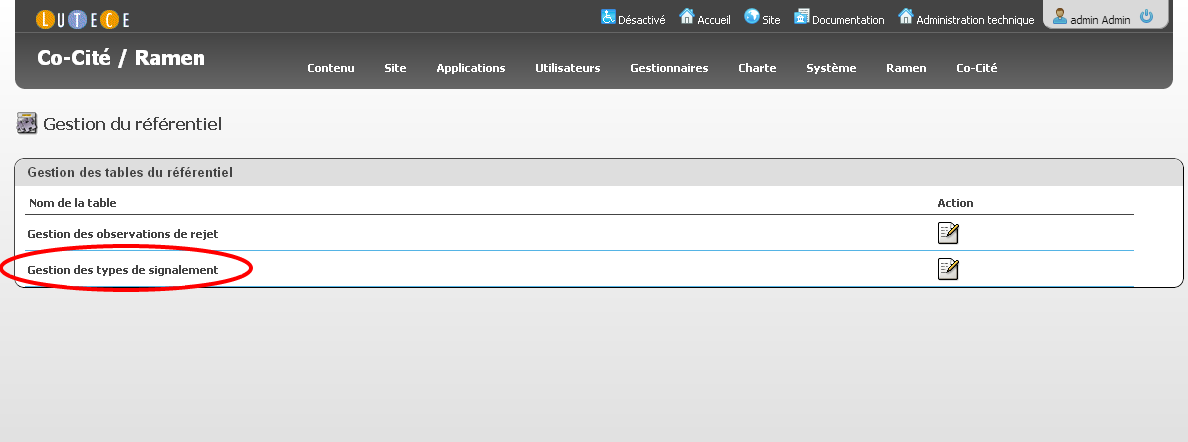 LUTECE
Désactivé Accueil Site Documentation Administration technique admin Admin
Co-Cité / Ramen
Contenu Site Applications Utilisateurs Gestionnaires Charte Système Ramen Co-Cité
Gestion du référentiel
Gestion des tables du référentiel
Nom de la table Action
Gestion des observations de rejet
Gestion des types de signalement